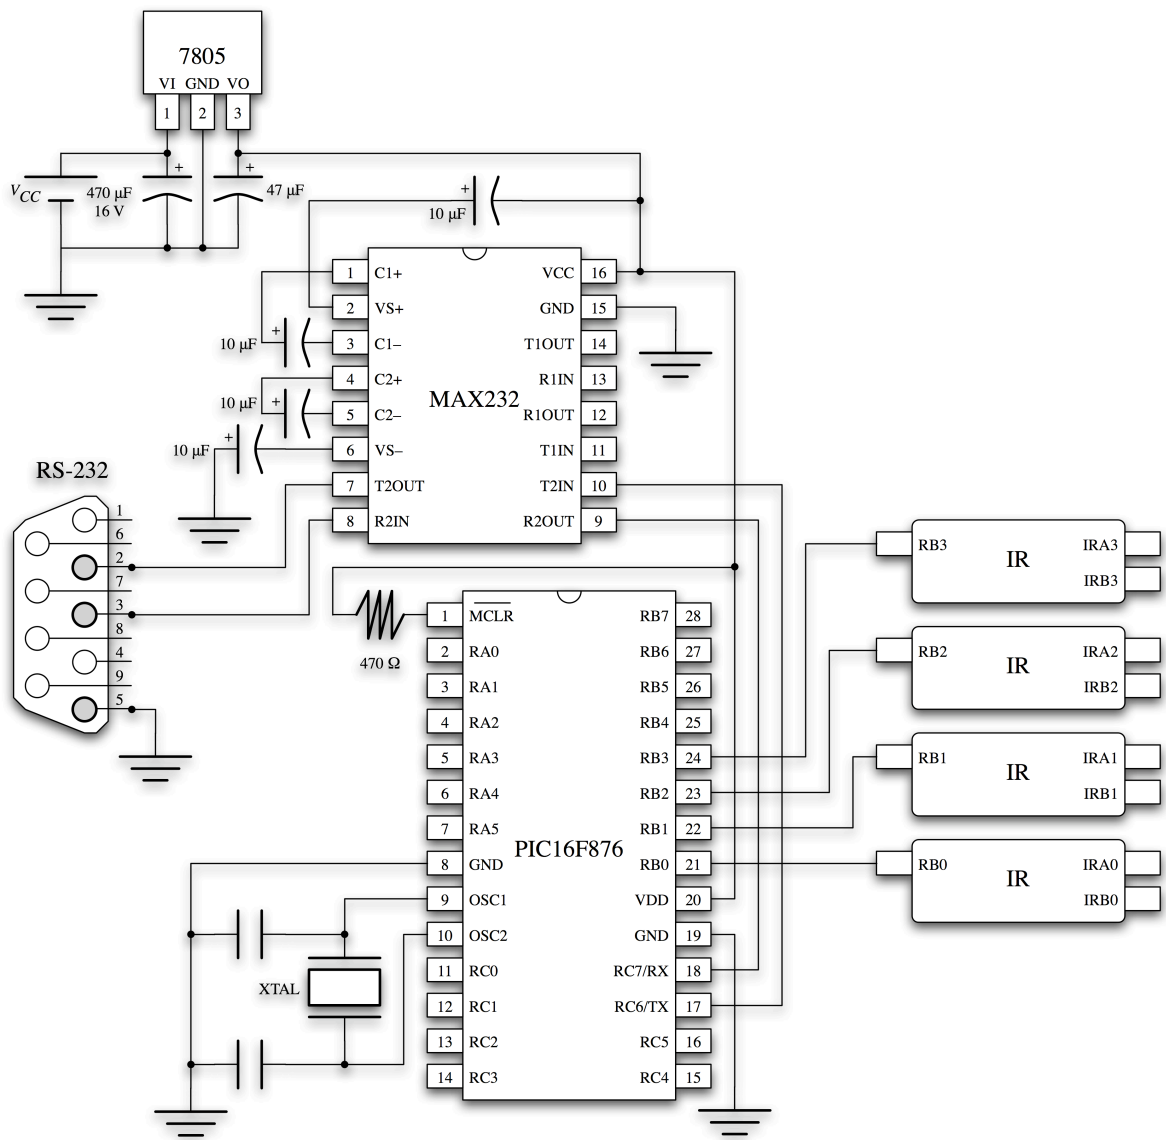 7805
VI GND VO
1 2 3
V_CC
470 µF
16 V
47 µF
10 µF
MAX232
1 C1+ VCC 16
2 VS+ GND 15
3 C1– T1OUT 14
4 C2+ R1IN 13
5 C2– R1OUT 12
6 VS– T1IN 11
7 T2OUT T2IN 10
8 R2IN R2OUT 9
10 µF
10 µF
10 µF
RS-232
1
6
2
7
3
8
4
9
5
470 Ω
PIC16F876
1 MCLR RB7 28
2 RA0 RB6 27
3 RA1 RB5 26
4 RA2 RB4 25
5 RA3 RB3 24
6 RA4 RB2 23
7 RA5 RB1 22
8 GND RB0 21
9 OSC1 VDD 20
10 OSC2 GND 19
11 RC0 RC7/RX 18
12 RC1 RC6/TX 17
13 RC2 RC5 16
14 RC3 RC4 15
XTAL
RB3 IR IRA3
IRB3
RB2 IR IRA2
IRB2
RB1 IR IRA1
IRB1
RB0 IR IRA0
IRB0